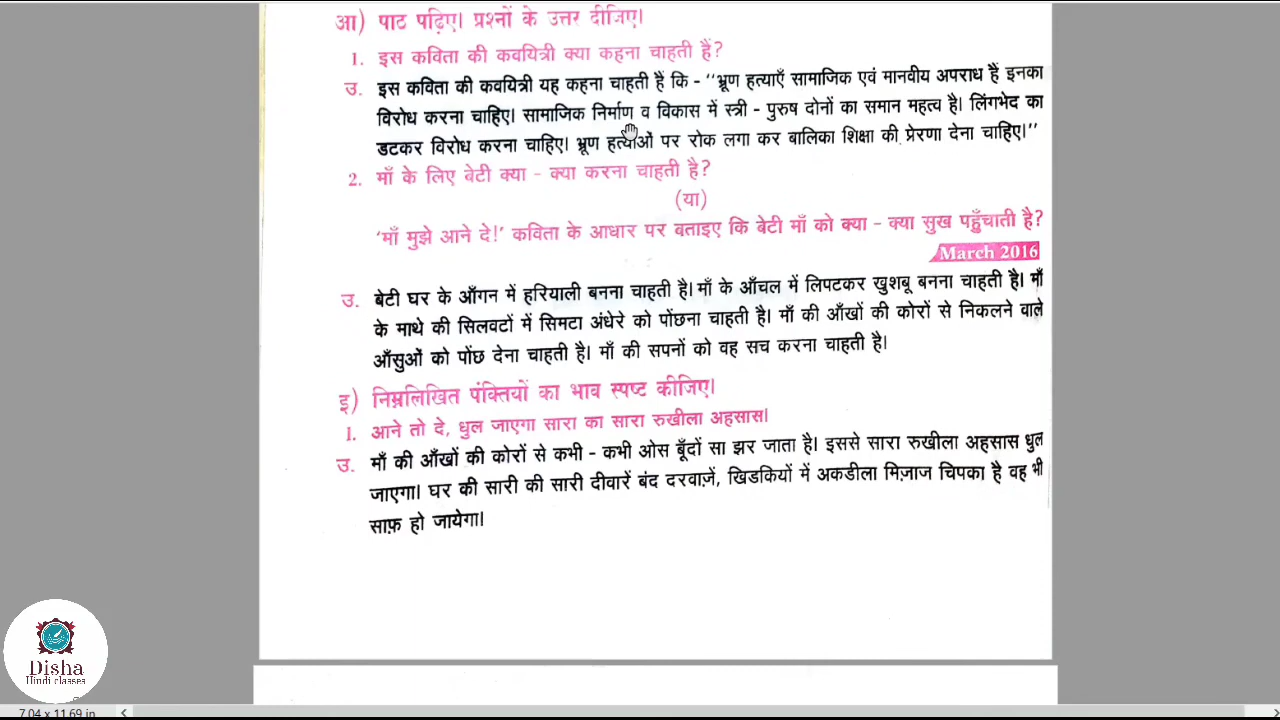 आ) पाठ पढ़िए। प्रश्नों के उत्तर दीजिए।
1. इस कविता की कवयित्री क्या कहना चाहती हैं?
उ. इस कविता की कवयित्री यह कहना चाहती हैं कि - "भ्रूण हत्याएँ सामाजिक एवं मानवीय अपराध हैं इनका
विरोध करना चाहिए। सामाजिक निर्माण व विकास में स्त्री - पुरुष दोनों का समान महत्व है। लिंगभेद का
डटकर विरोध करना चाहिए। भ्रूण हत्याओं पर रोक लगा कर बालिका शिक्षा की प्रेरणा देना चाहिए।"
2. माँ के लिए बेटी क्या - क्या करना चाहती है?
(या)
'माँ मुझे आने दे!' कविता के आधार पर बताइए कि बेटी माँ को क्या - क्या सुख पहुँचाती है?
March 2016
उ. बेटी घर के आँगन में हरियाली बनना चाहती है। माँ के आँचल में लिपटकर खुशबू बनना चाहती है। माँ
के माथे की सिलवटों में सिमटा अंधेरे को पोंछना चाहती है। माँ की आँखों की कोरों से निकलने वाले
आँसुओं को पोंछ देना चाहती है। माँ की सपनों को वह सच करना चाहती है।
इ) निम्नलिखित पंक्तियों का भाव स्पष्ट कीजिए।
1. आने तो दे, धुल जाएगा सारा का सारा रुखीला अहसास।
उ. माँ की आँखों की कोरों से कभी - कभी ओस बूँदों सा झर जाता है। इससे सारा रुखीला अहसास धुल
जाएगा। घर की सारी की सारी दीवारें बंद दरवाज़ें, खिडकियों में अकडीला मिज़ाज चिपका है वह भी
साफ़ हो जायेगा।
Disha
Hindi classes
7.04 x 11.69 in